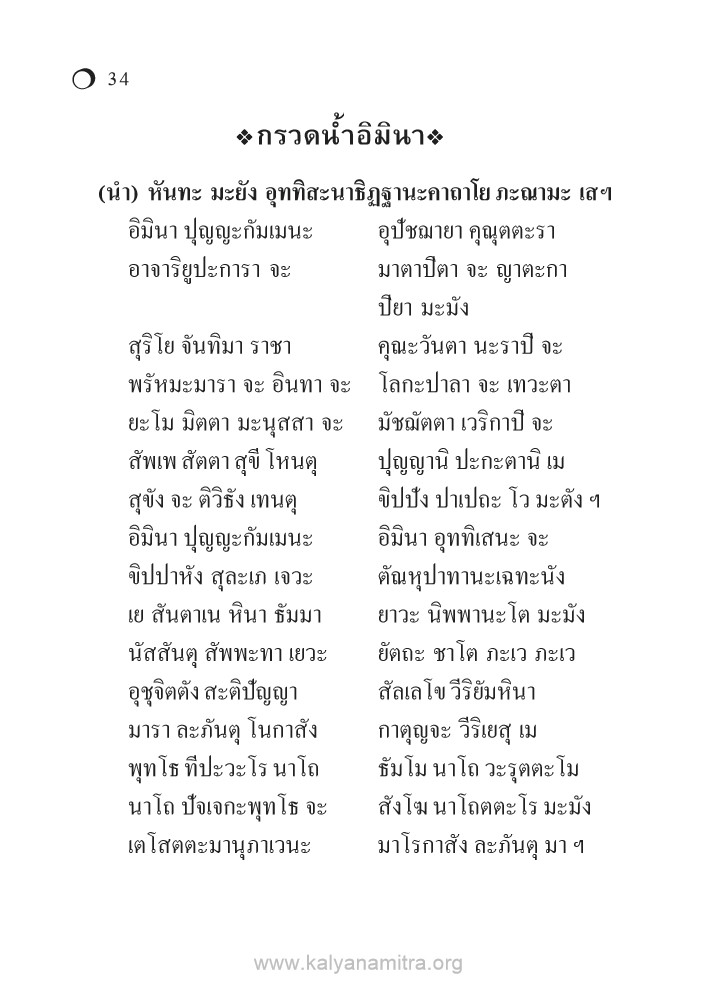 34
❖กรวดน้ำอิมินา❖
(นำ) หันทะ มะยัง อุททิสะนาธิฏฐานะคาถาโย ภะณามะ เสฯ
อิมินา ปุญญะกัมเมนะ อุปัชฌายา คุณุตตะรา
อาจาริยูปะการา จะ มาตาปิตา จะ ญาตะกา
ปิยา มะมัง
สุริโย จันทิมา ราชา คุณะวันตา นะราปิ จะ
พรัหมะมารา จะ อินทา จะ โลกะปาลา จะ เทวะตา
ยะโม มิตตา มะนุสสา จะ มัชฌัตตา เวริกาปิ จะ
สัพเพ สัตตา สุขี โหนตุ ปุญญานิ ปะกะตานิ เม
สุขัง จะ ติวิธัง เทนตุ ขิปปัง ปาเปถะ โว มะตัง ฯ
อิมินา ปุญญะกัมเมนะ อิมินา อุททิเสนะ จะ
ขิปปาหัง สุละเภ เจวะ ตัณหุปาทานะเฉทะนัง
เย สันตาเน หินา ธัมมา ยาวะ นิพพานะโต มะมัง
นัสสันตุ สัพพะทา เยวะ ยัตถะ ชาโต ภะเว ภะเว
อุชุจิตตัง สะติปัญญา สัลเลโข วีริยัมหินา
มารา ละภันตุ โนกาสัง กาตุญจะ วีริเยสุ เม
พุทโธ ทีปะวะโร นาโถ ธัมโม นาโถ วะรุตตะโม
นาโถ ปัจเจกะพุทโธ จะ สังโฆ นาโถตตะโร มะมัง
เตโสตตะมานุภาเวนะ มาโรกาสัง ละภันตุ มา ฯ
www.kalyanamitra.org